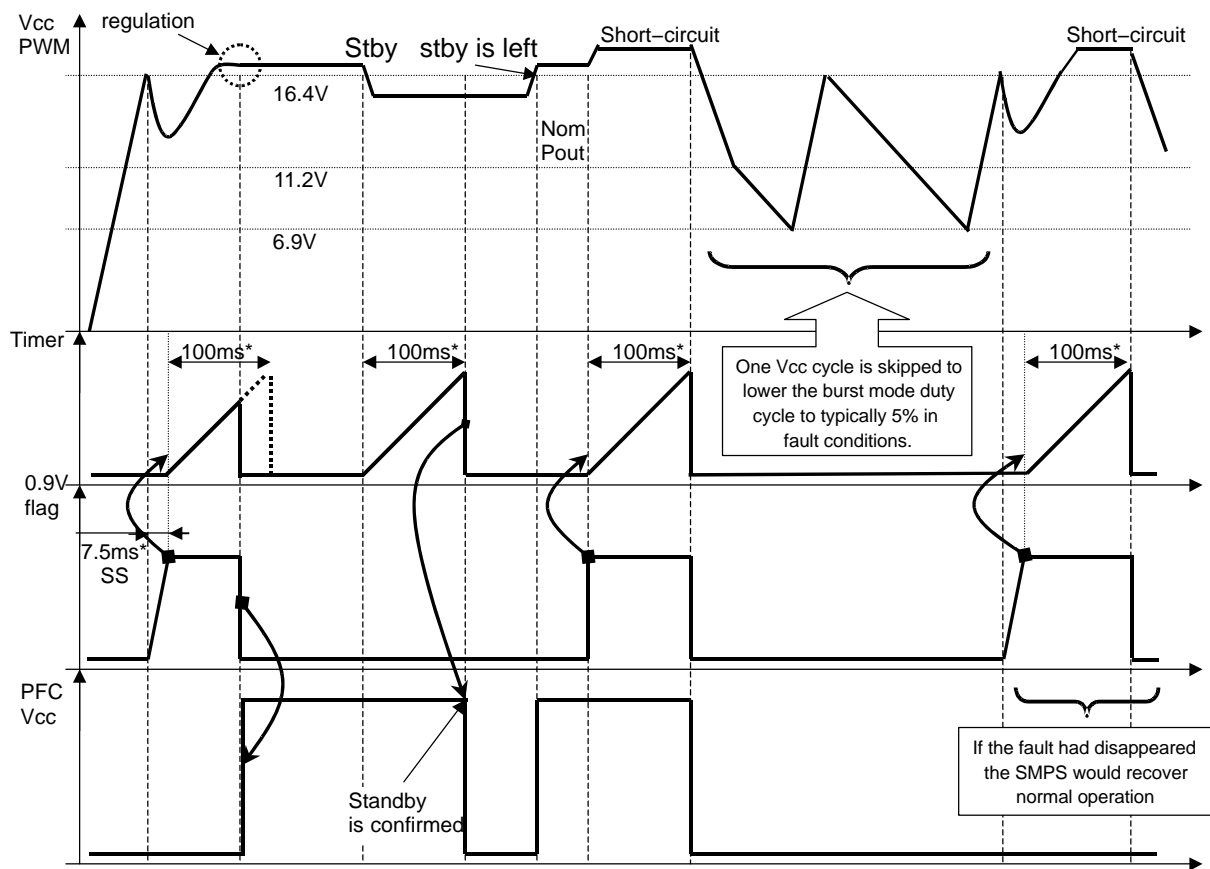 Vcc
PWM
regulation
Stby
stby is left
Short-circuit
Short-circuit
16.4V
Nom
Pout
11.2V
6.9V
Timer
100ms*
100ms*
100ms*
100ms*
One Vcc cycle is skipped to
lower the burst mode duty
cycle to typically 5% in
fault conditions.
0.9V
flag
7.5ms*
SS
PFC
Vcc
Standby
is confirmed
If the fault had disappeared
the SMPS would recover
normal operation